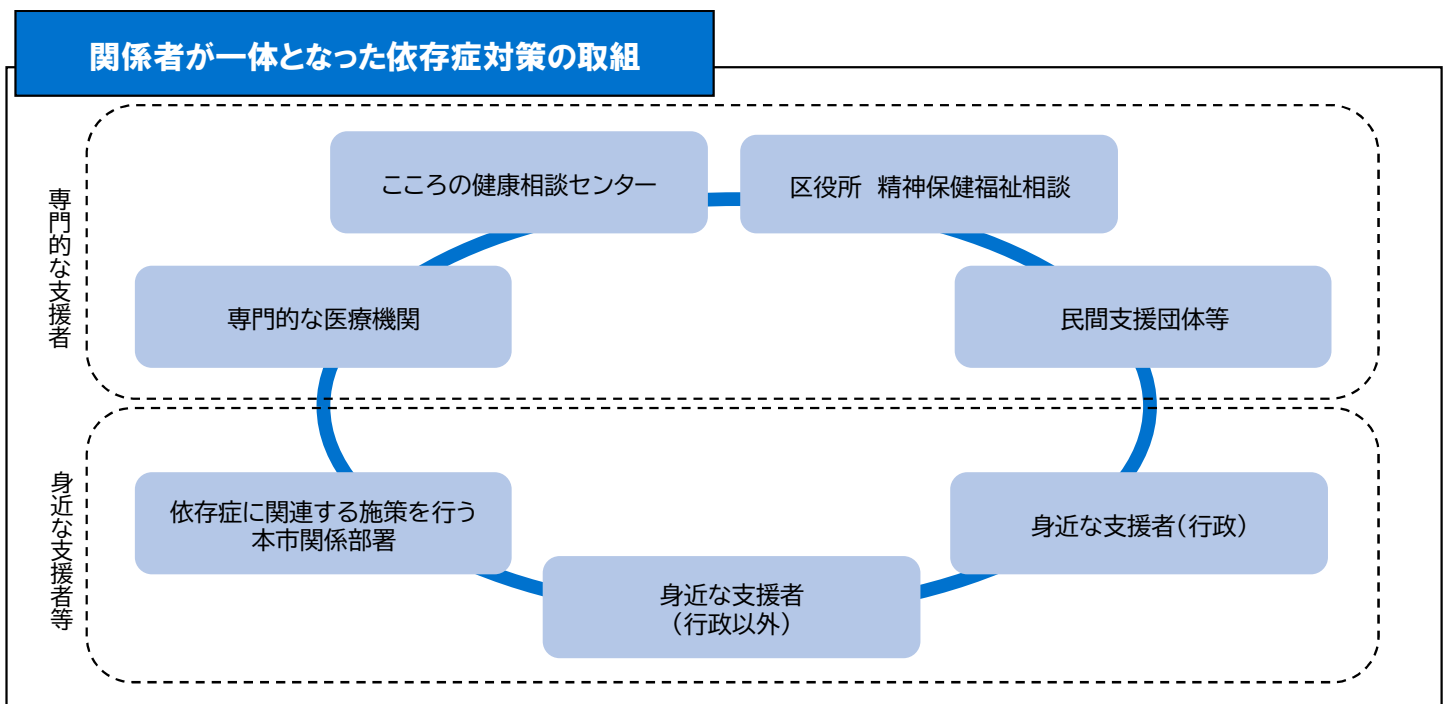 関係者が一体となった依存症対策の取組
専門的な支援者
こころの健康相談センター
区役所 精神保健福祉相談
専門的な医療機関
民間支援団体等
身近な支援者等
依存症に関連する施策を行う
本市関係部署
身近な支援者(行政)
身近な支援者
(行政以外)